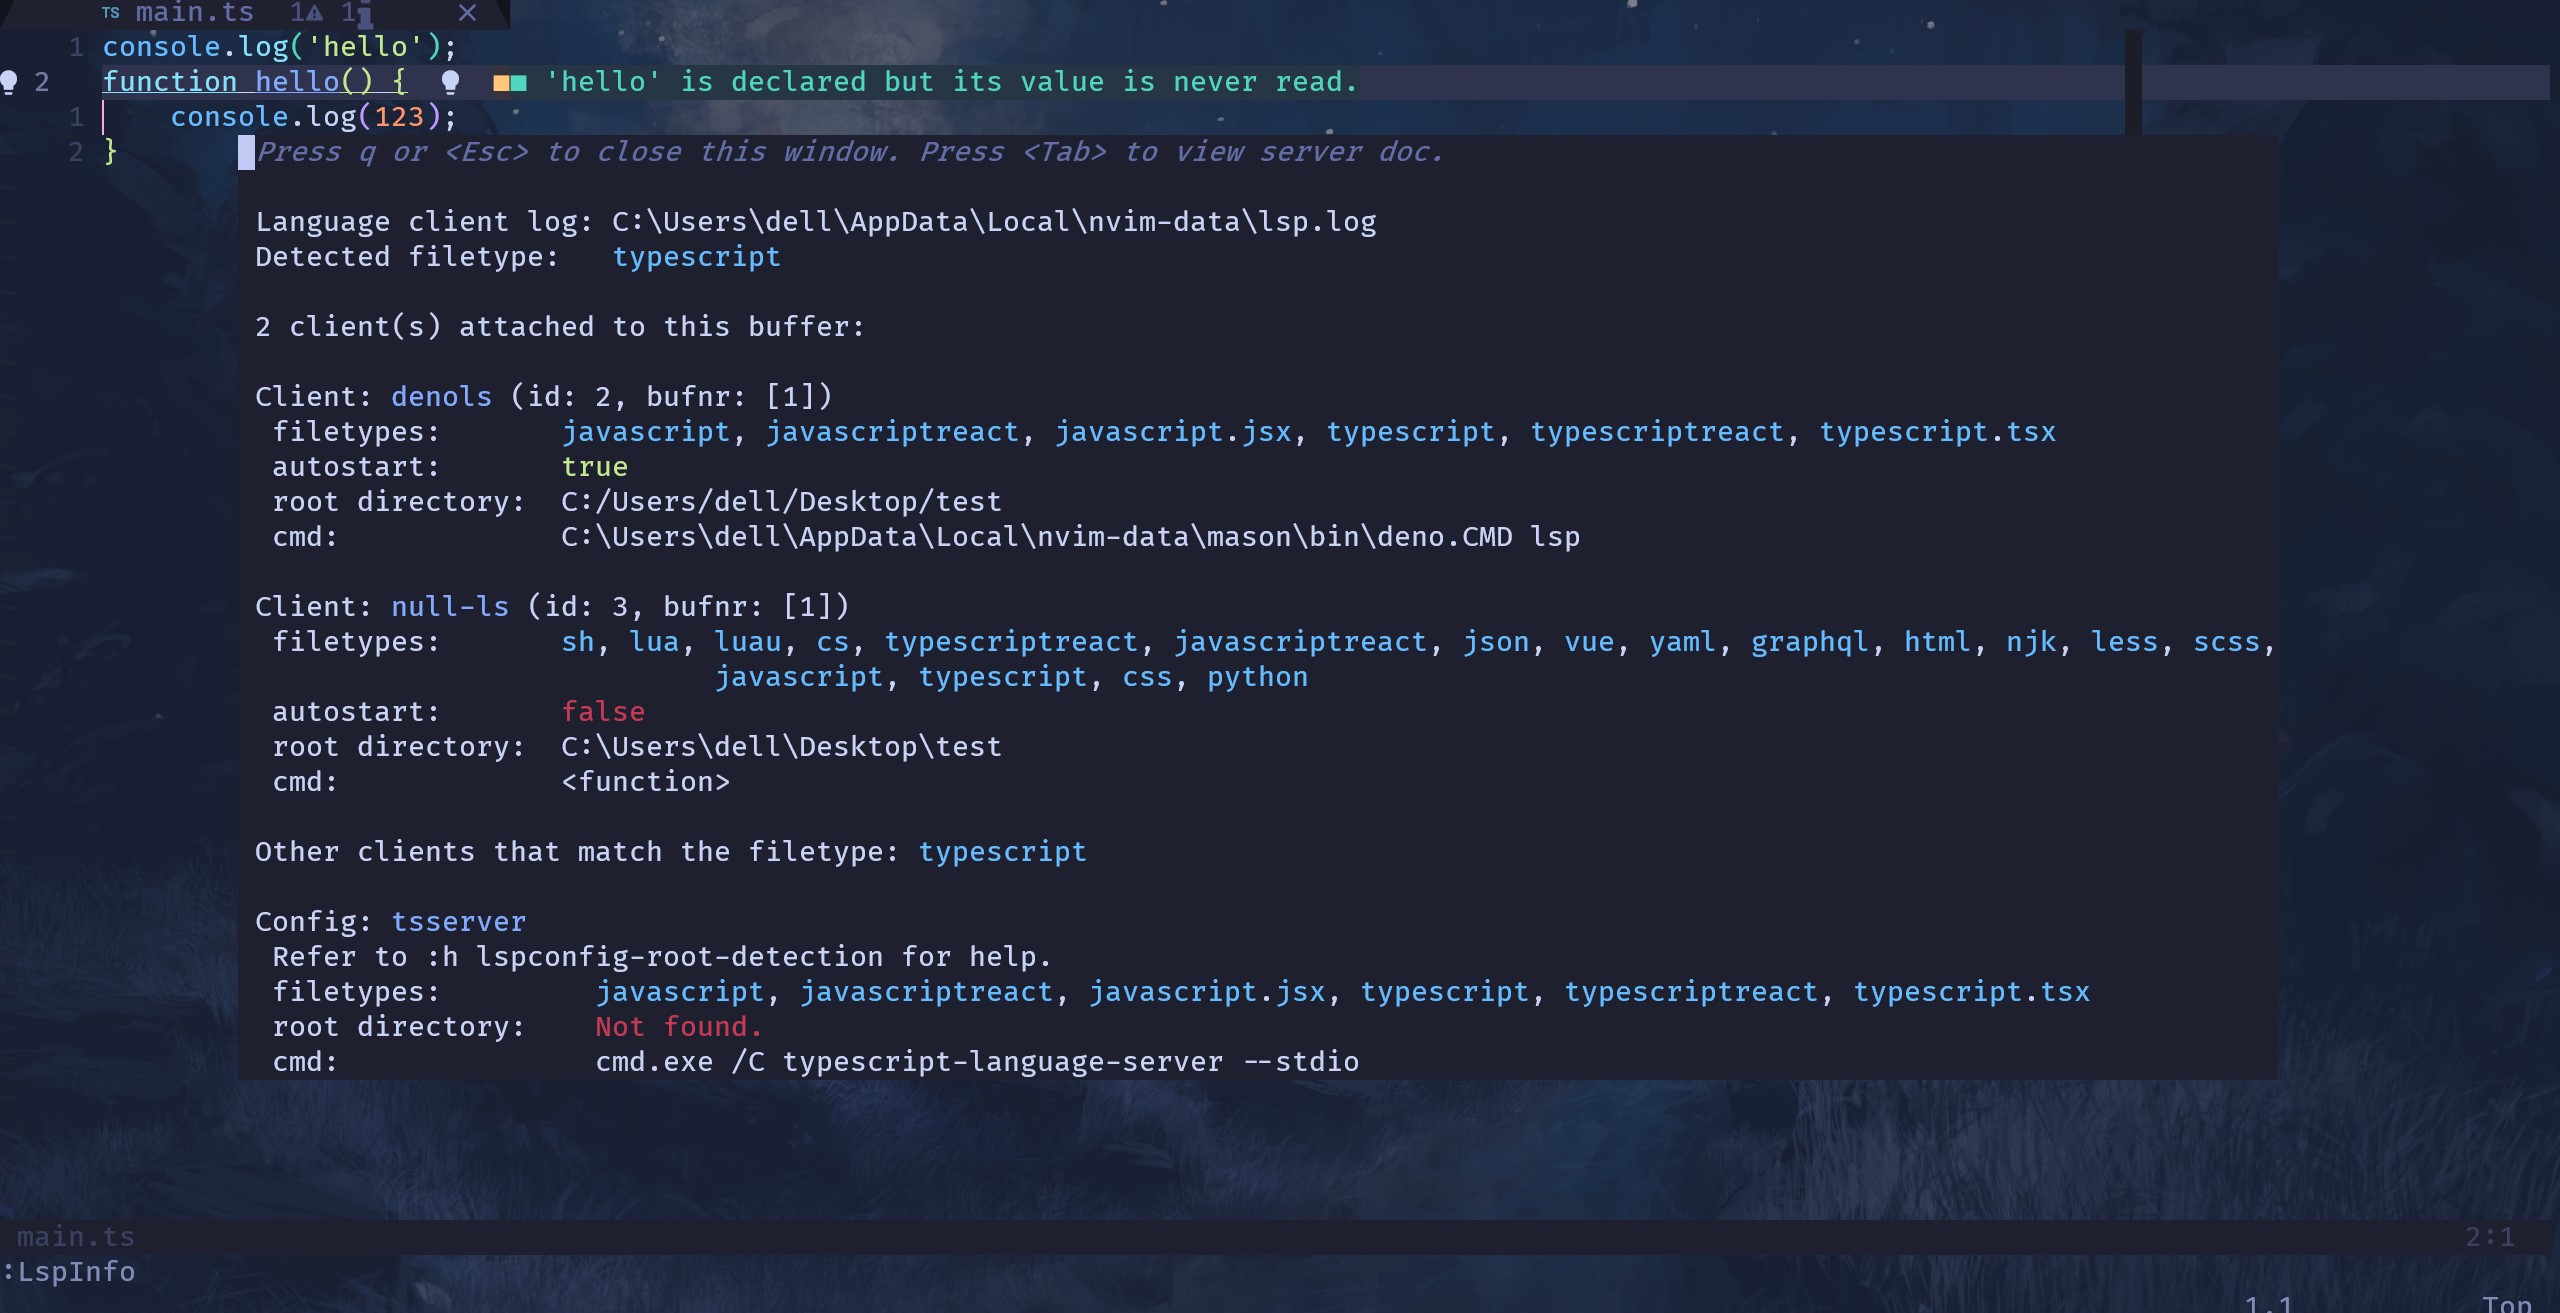 TS main.ts 1 1 ×
1 console.log('hello');
2 function hello() { 'hello' is declared but its value is never read.
1 console.log(123);
2 } Press q or <Esc> to close this window. Press <Tab> to view server doc.
Language client log: C:\Users\dell\AppData\Local\nvim-data\lsp.log
Detected filetype: typescript
2 client(s) attached to this buffer:
Client: denols (id: 2, bufnr: [1])
filetypes: javascript, javascriptreact, javascript.jsx, typescript, typescriptreact, typescript.tsx
autostart: true
root directory: C:/Users/dell/Desktop/test
cmd: C:\Users\dell\AppData\Local\nvim-data\mason\bin\deno.CMD lsp
Client: null-ls (id: 3, bufnr: [1])
filetypes: sh, lua, luau, cs, typescriptreact, javascriptreact, json, vue, yaml, graphql, html, njk, less, scss,
javascript, typescript, css, python
autostart: false
root directory: C:\Users\dell\Desktop\test
cmd: <function>
Other clients that match the filetype: typescript
Config: tsserver
Refer to :h lspconfig-root-detection for help.
filetypes: javascript, javascriptreact, javascript.jsx, typescript, typescriptreact, typescript.tsx
root directory: Not found.
cmd: cmd.exe /C typescript-language-server --stdio
main.ts 2:1
:LspInfo
1,1 Top